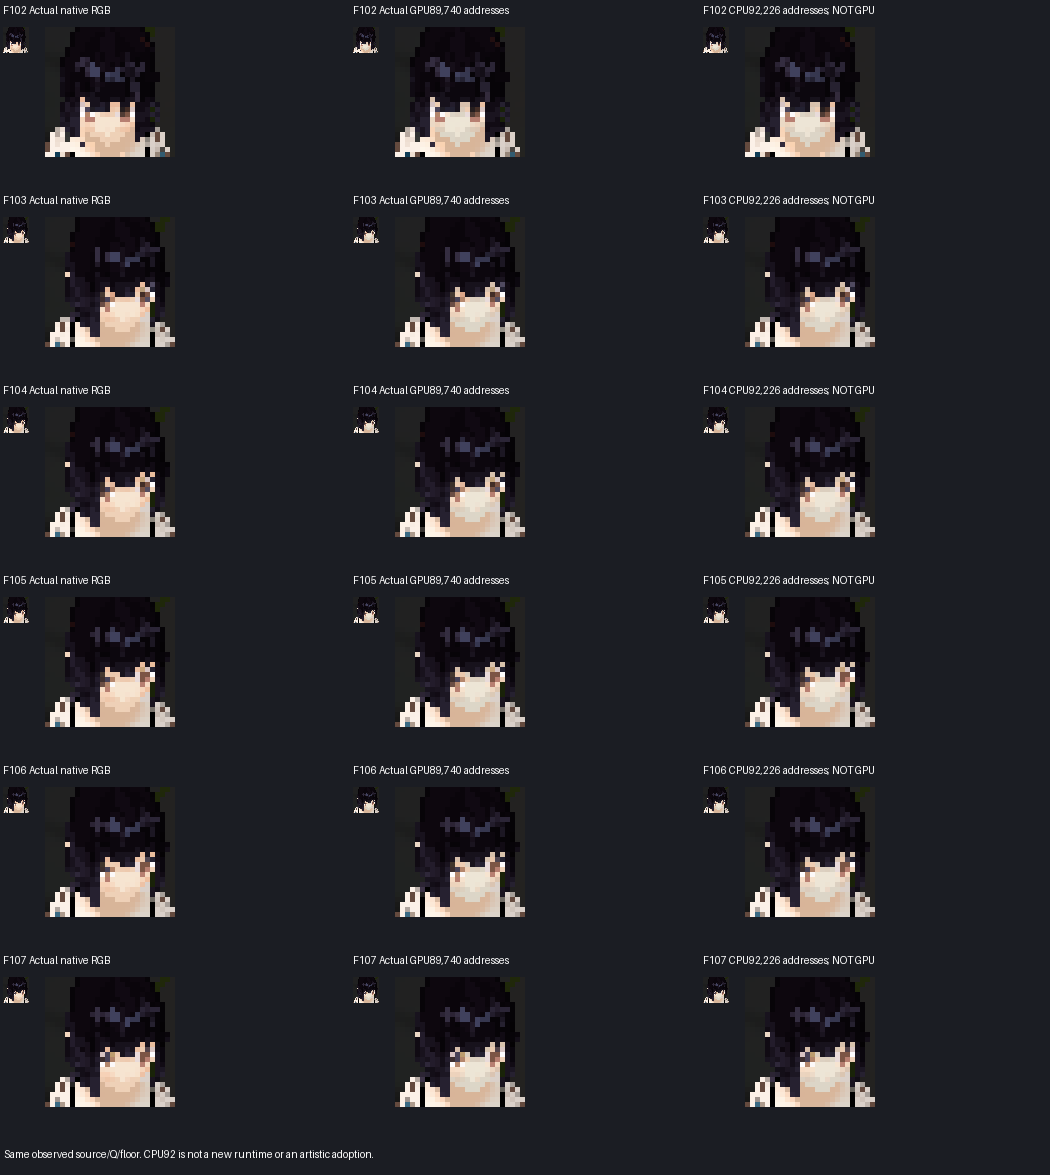 F102 Actual native RGB
F102 Actual GPU89,740 addresses
F102 CPU92,226 addresses; NOT GPU
F103 Actual native RGB
F103 Actual GPU89,740 addresses
F103 CPU92,226 addresses; NOT GPU
F104 Actual native RGB
F104 Actual GPU89,740 addresses
F104 CPU92,226 addresses; NOT GPU
F105 Actual native RGB
F105 Actual GPU89,740 addresses
F105 CPU92,226 addresses; NOT GPU
F106 Actual native RGB
F106 Actual GPU89,740 addresses
F106 CPU92,226 addresses; NOT GPU
F107 Actual native RGB
F107 Actual GPU89,740 addresses
F107 CPU92,226 addresses; NOT GPU
Same observed source/Q/floor. CPU92 is not a new runtime or an artistic adoption.